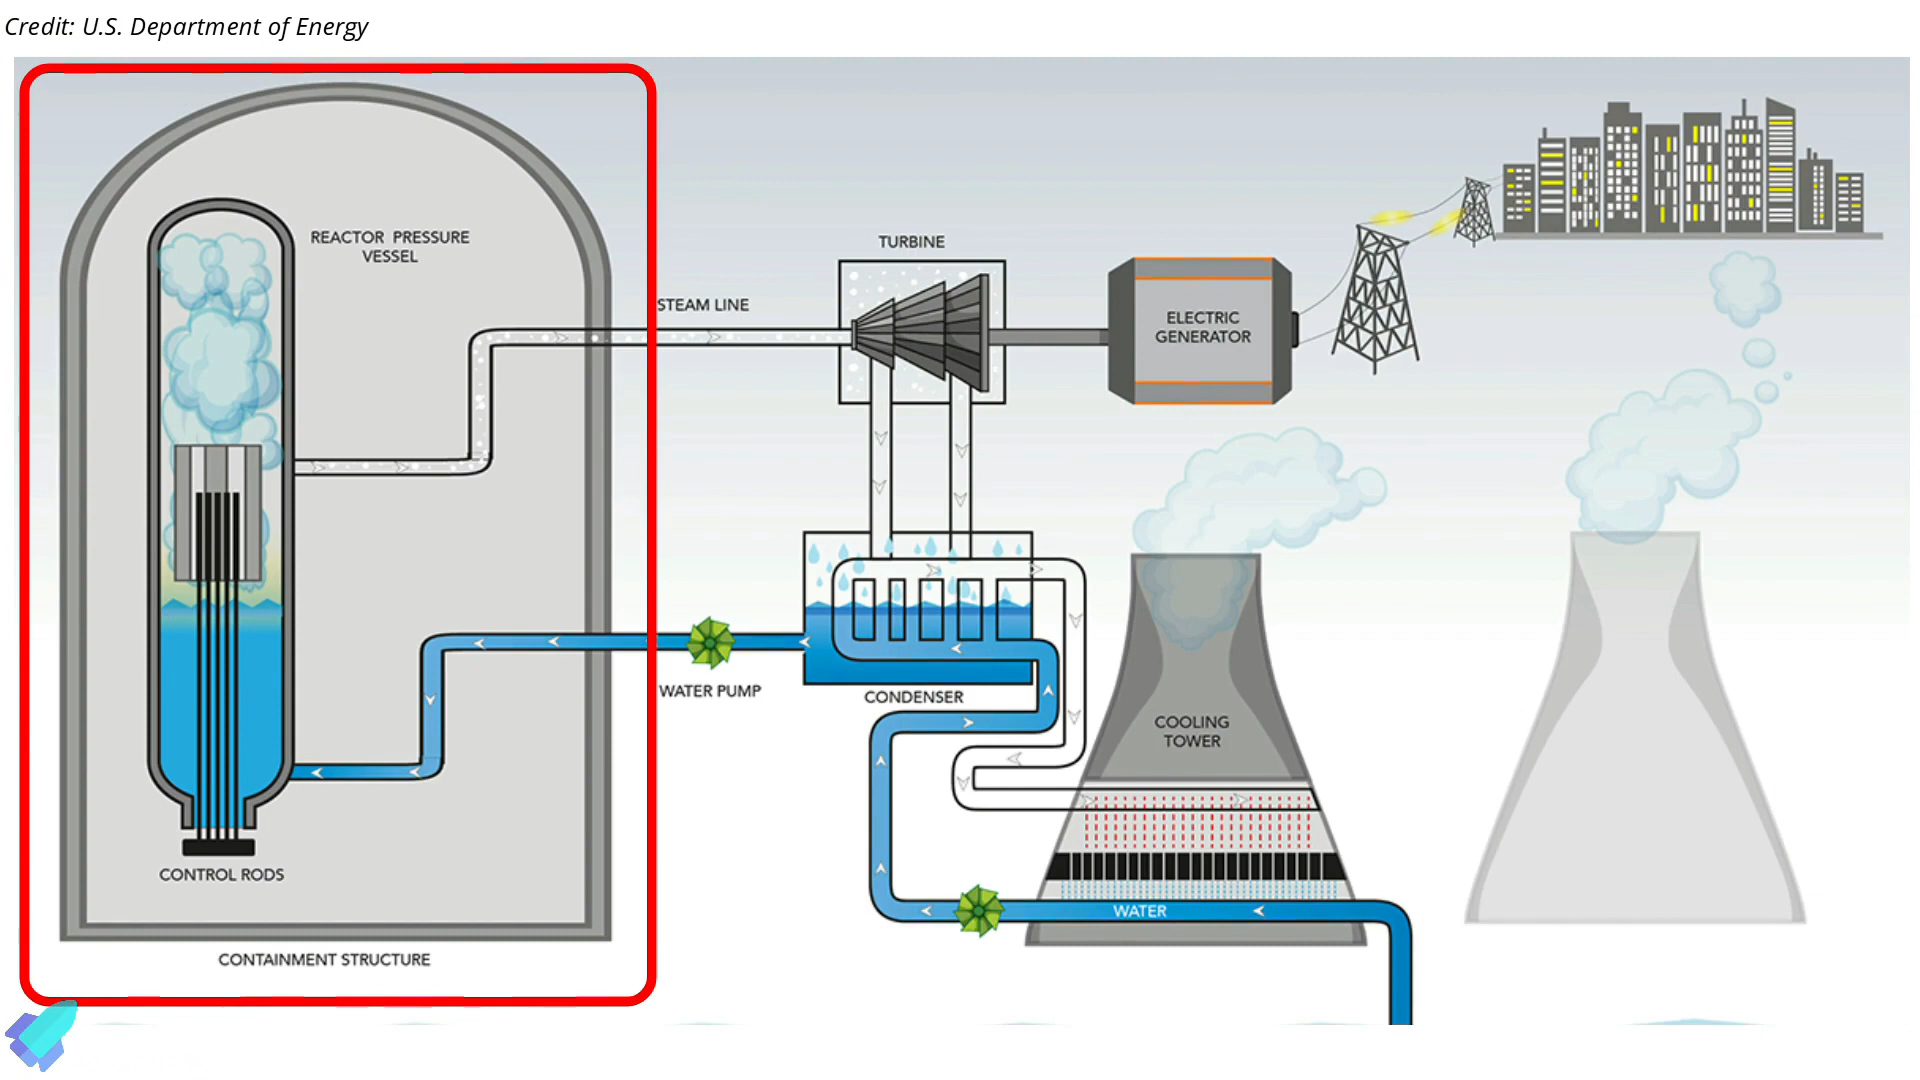 Credit: U.S. Department of Energy
REACTOR PRESSURE
VESSEL
STEAM LINE
TURBINE
ELECTRIC
GENERATOR
WATER PUMP
CONDENSER
COOLING
TOWER
CONTROL RODS
WATER
CONTAINMENT STRUCTURE